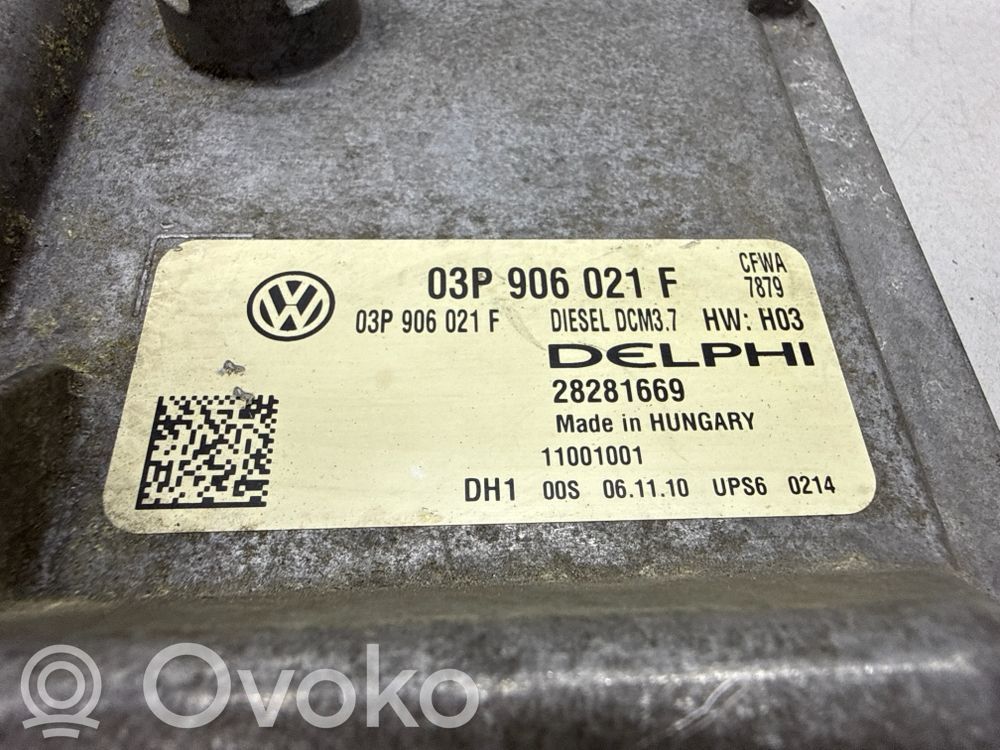 03P 906 021 F CFWA
7879
03P 906 021 F DIESEL DCM3.7 HW: H03
DELPHI
28281669
Made in HUNGARY
11001001
DH1 00S 06.11.10 UPS6 0214
Ovoko